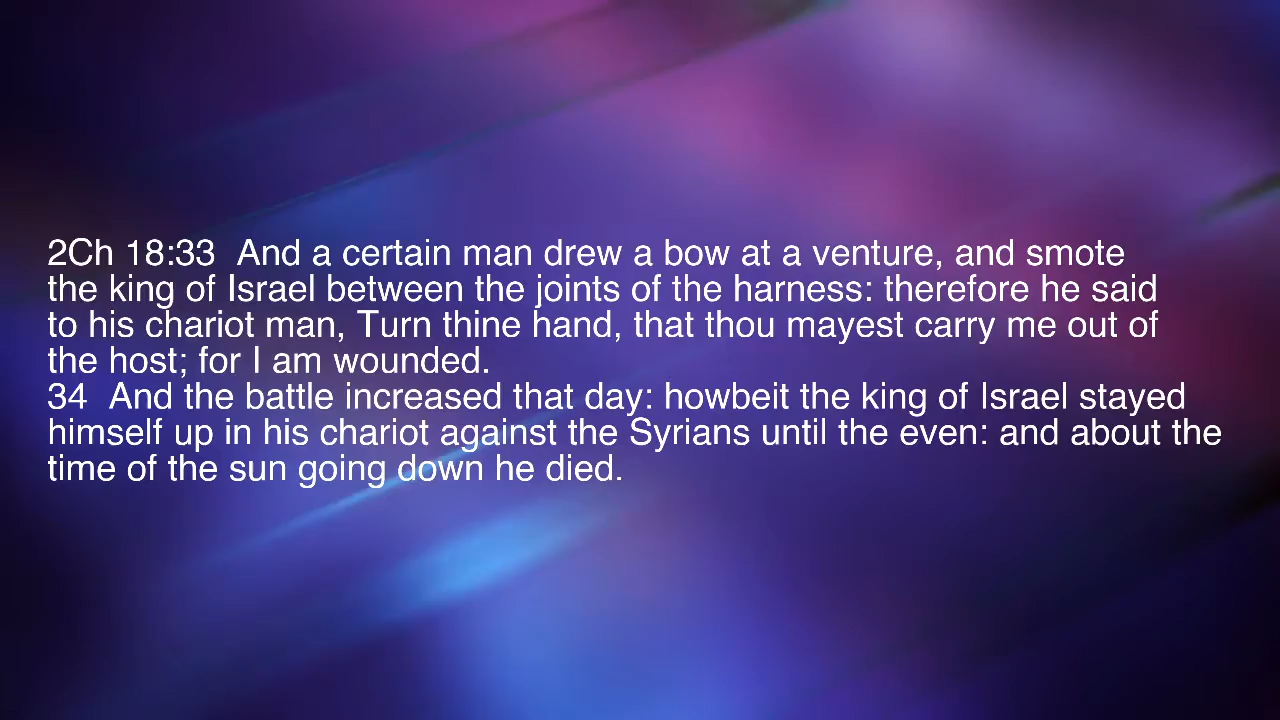 2Ch 18:33  And a certain man drew a bow at a venture, and smote
the king of Israel between the joints of the harness: therefore he said
to his chariot man, Turn thine hand, that thou mayest carry me out of
the host; for I am wounded.
34  And the battle increased that day: howbeit the king of Israel stayed
himself up in his chariot against the Syrians until the even: and about the
time of the sun going down he died.